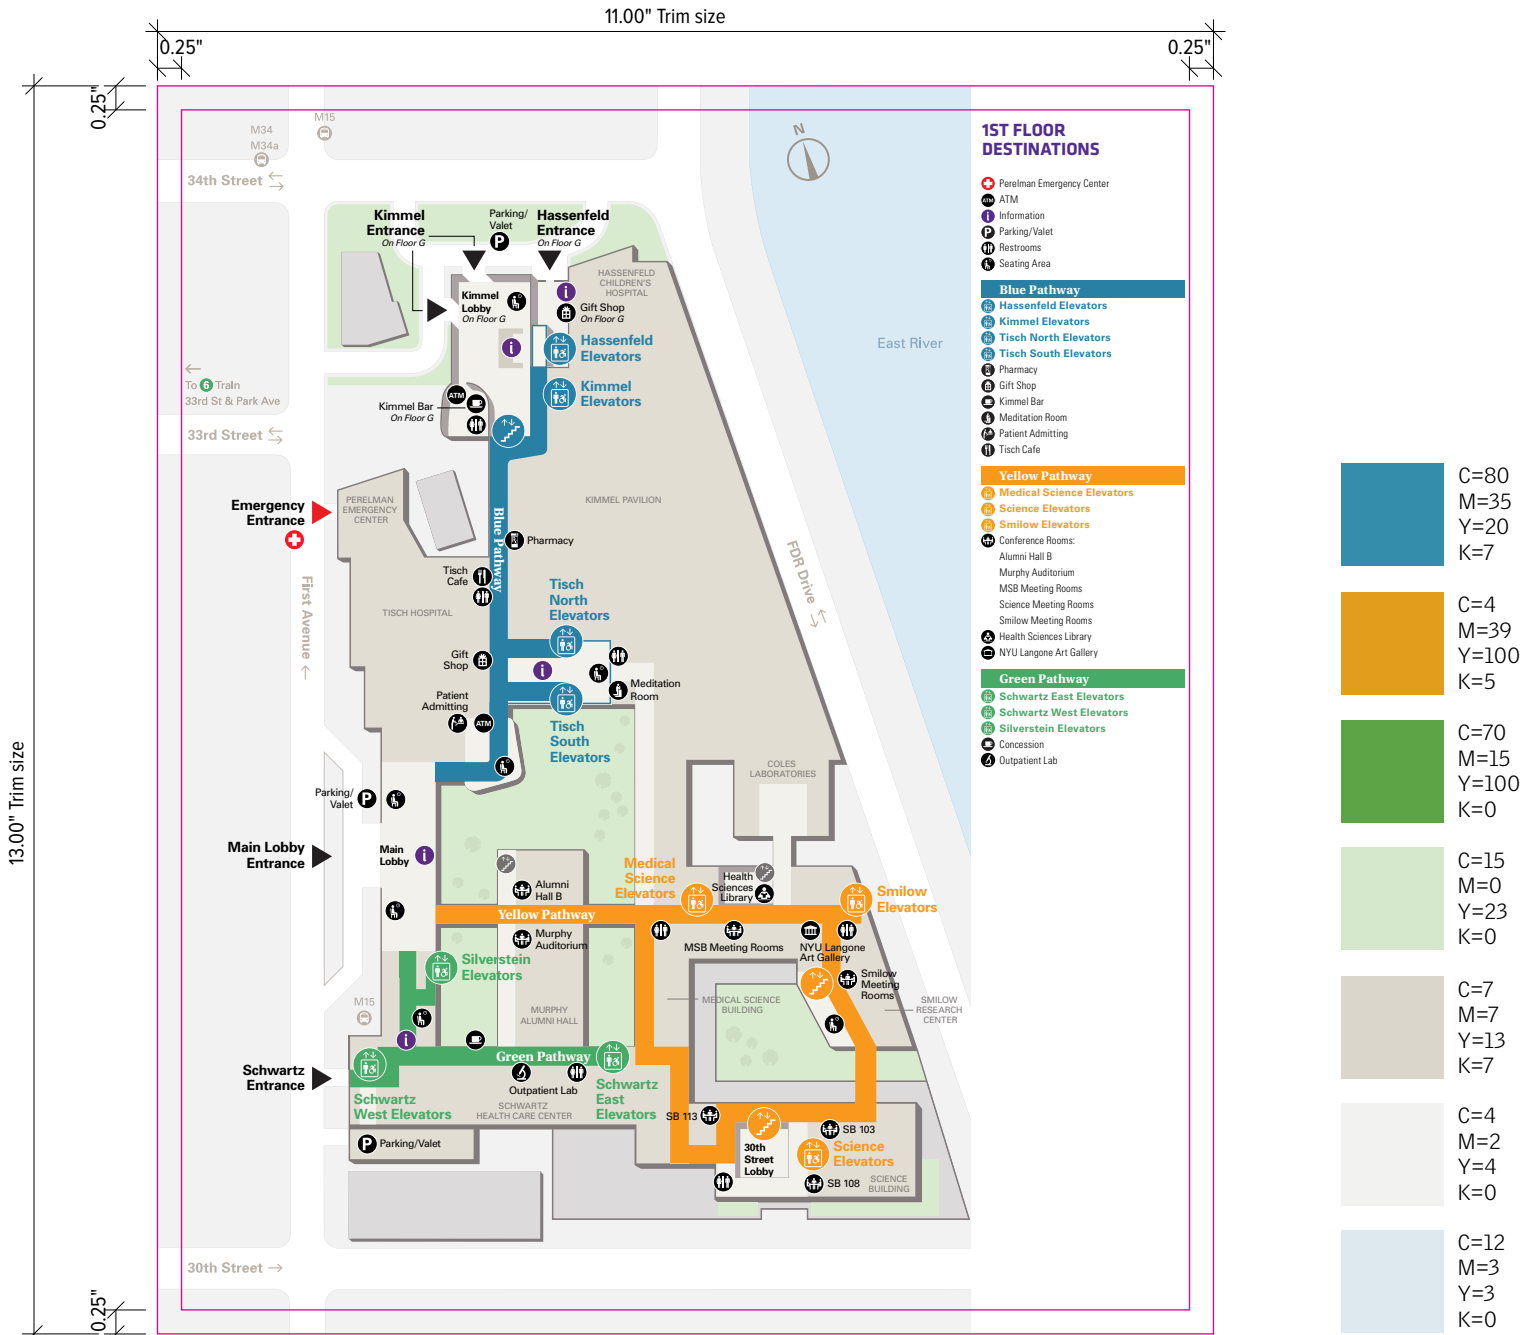 11.00" Trim size
0.25"
0.25"
0.25"
13.00" Trim size
0.25"
M34
M34a
M15
34th Street
N
East River
FDR Drive
Kimmel
Entrance
On Floor G
Parking/
Valet
P
Hassenfeld
Entrance
On Floor G
HASSENFELD
CHILDREN'S
HOSPITAL
Kimmel
Lobby
On Floor G
i
Gift Shop
On Floor G
i
Hassenfeld
Elevators
Kimmel
Elevators
To 6 Train
33rd St & Park Ave
ATM
Kimmel Bar
On Floor G
33rd Street
Emergency
Entrance
PERELMAN
EMERGENCY
CENTER
KIMMEL PAVILION
Blue Pathway
Pharmacy
First Avenue
Tisch
Cafe
TISCH HOSPITAL
Tisch
North
Elevators
Gift
Shop
i
Meditation
Room
Patient
Admitting
ATM
Tisch
South
Elevators
COLES
LABORATORIES
Parking/
Valet
P
Main Lobby
Entrance
Main
Lobby
i
Alumni
Hall B
Medical
Science
Elevators
Health
Sciences
Library
Smilow
Elevators
Yellow Pathway
Murphy
Auditorium
MSB Meeting Rooms
NYU Langone
Art Gallery
Silverstein
Elevators
Smilow
Meeting
Rooms
M15
MURPHY
ALUMNI HALL
MEDICAL SCIENCE
BUILDING
SMILOW
RESEARCH
CENTER
i
Green Pathway
Schwartz
Entrance
Outpatient Lab
Schwartz
West Elevators
SCHWARTZ
HEALTH CARE CENTER
Schwartz
East
Elevators
SB 113
SB 103
P
Parking/Valet
30th
Street
Lobby
Science
Elevators
SB 108
SCIENCE
BUILDING
30th Street
0.25"
1ST FLOOR
DESTINATIONS
Perelman Emergency Center
ATM ATM
i Information
P Parking/Valet
Restrooms
Seating Area
Blue Pathway
Hassenfeld Elevators
Kimmel Elevators
Tisch North Elevators
Tisch South Elevators
Pharmacy
Gift Shop
Kimmel Bar
Meditation Room
Patient Admitting
Tisch Cafe
Yellow Pathway
Medical Science Elevators
Science Elevators
Smilow Elevators
Conference Rooms:
Alumni Hall B
Murphy Auditorium
MSB Meeting Rooms
Science Meeting Rooms
Smilow Meeting Rooms
Health Sciences Library
NYU Langone Art Gallery
Green Pathway
Schwartz East Elevators
Schwartz West Elevators
Silverstein Elevators
Concession
Outpatient Lab
C=80
M=35
Y=20
K=7
C=4
M=39
Y=100
K=5
C=70
M=15
Y=100
K=0
C=15
M=0
Y=23
K=0
C=7
M=7
Y=13
K=7
C=4
M=2
Y=4
K=0
C=12
M=3
Y=3
K=0